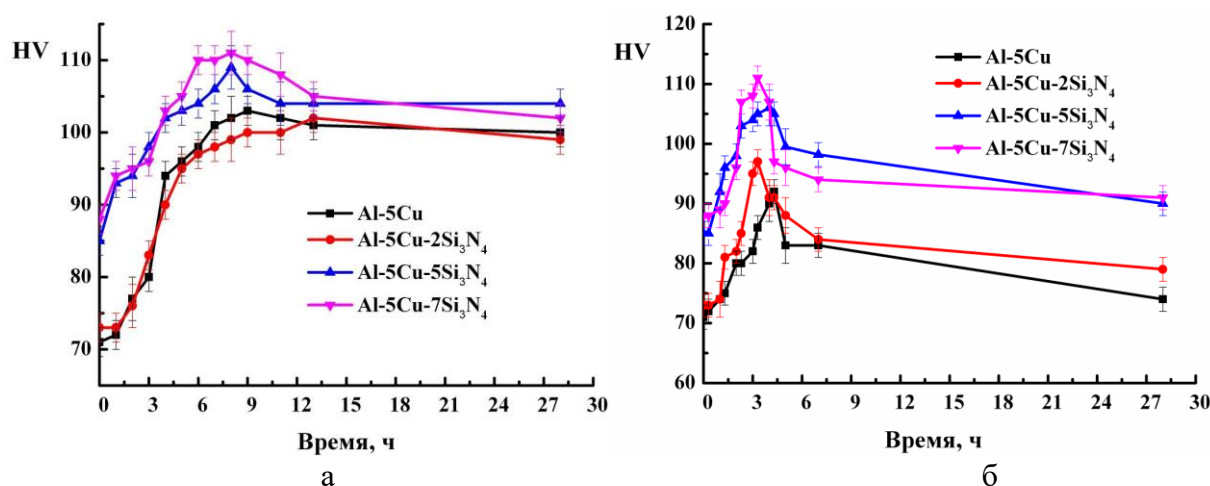 HV
110
100
90
80
70
Al-5Cu
Al-5Cu-2Si₃N₄
Al-5Cu-5Si₃N₄
Al-5Cu-7Si₃N₄
0 3 6 9 12 15 18 21 24 27 30
Время, ч
а
HV
120
110
100
90
80
70
60
Al-5Cu
Al-5Cu-2Si₃N₄
Al-5Cu-5Si₃N₄
Al-5Cu-7Si₃N₄
0 3 6 9 12 15 18 21 24 27 30
Время, ч
б